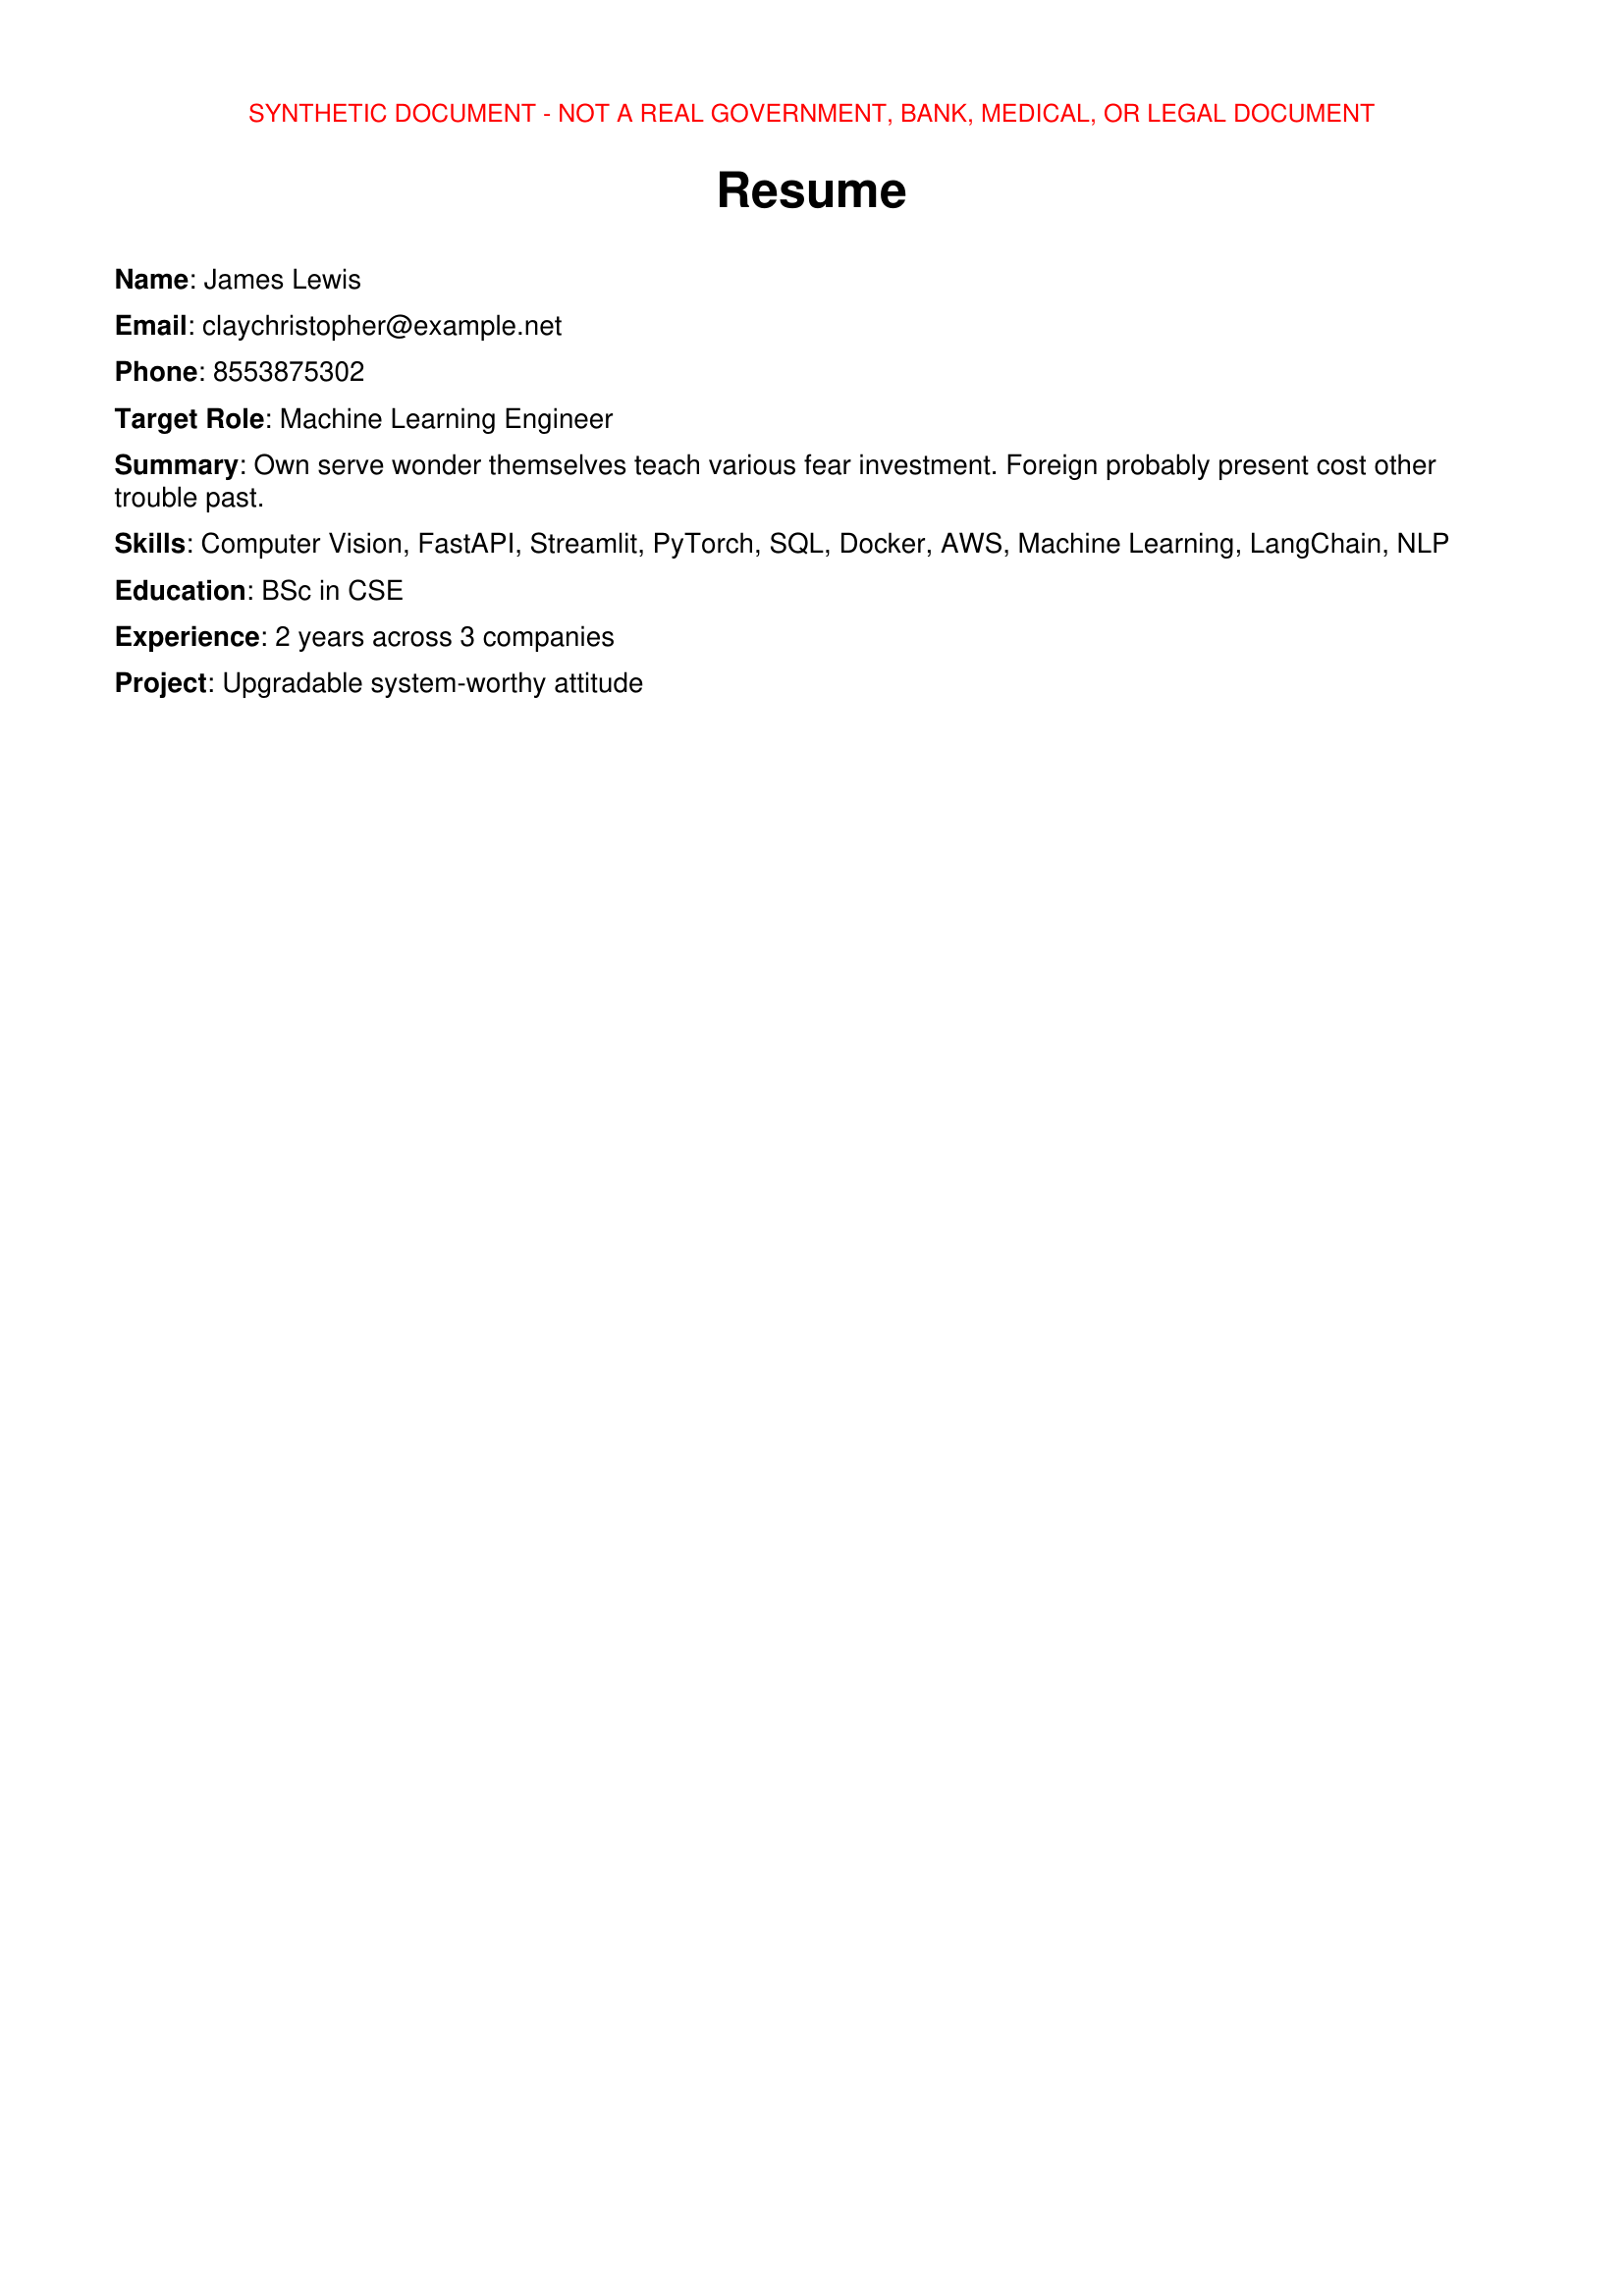 SYNTHETIC DOCUMENT - NOT A REAL GOVERNMENT, BANK, MEDICAL, OR LEGAL DOCUMENT
Resume
Name: James Lewis
Email: claychristopher@example.net
Phone: 8553875302
Target Role: Machine Learning Engineer
Summary: Own serve wonder themselves teach various fear investment. Foreign probably present cost other
trouble past.
Skills: Computer Vision, FastAPI, Streamlit, PyTorch, SQL, Docker, AWS, Machine Learning, LangChain, NLP
Education: BSc in CSE
Experience: 2 years across 3 companies
Project: Upgradable system-worthy attitude